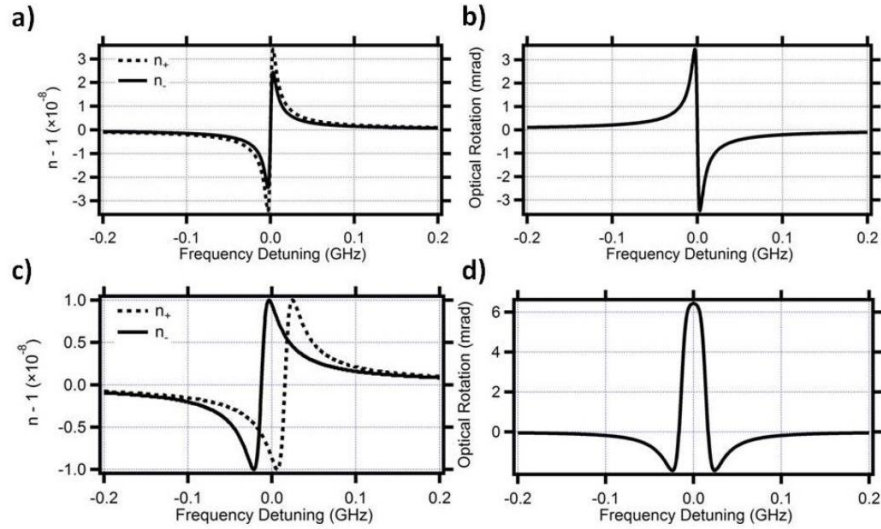 a)
n₊
n₋
n - 1 (×10⁻⁸)
3
2
1
0
-1
-2
-3
-0.2 -0.1 0.0 0.1 0.2
Frequency Detuning (GHz)
b)
Optical Rotation (mrad)
3
2
1
0
-1
-2
-3
-0.2 -0.1 0.0 0.1 0.2
Frequency Detuning (GHz)
c)
n₊
n₋
n - 1 (×10⁻⁸)
1.0
0.5
0.0
-0.5
-1.0
-0.2 -0.1 0.0 0.1 0.2
Frequency Detuning (GHz)
d)
Optical Rotation (mrad)
6
4
2
0
-0.2 -0.1 0.0 0.1 0.2
Frequency Detuning (GHz)